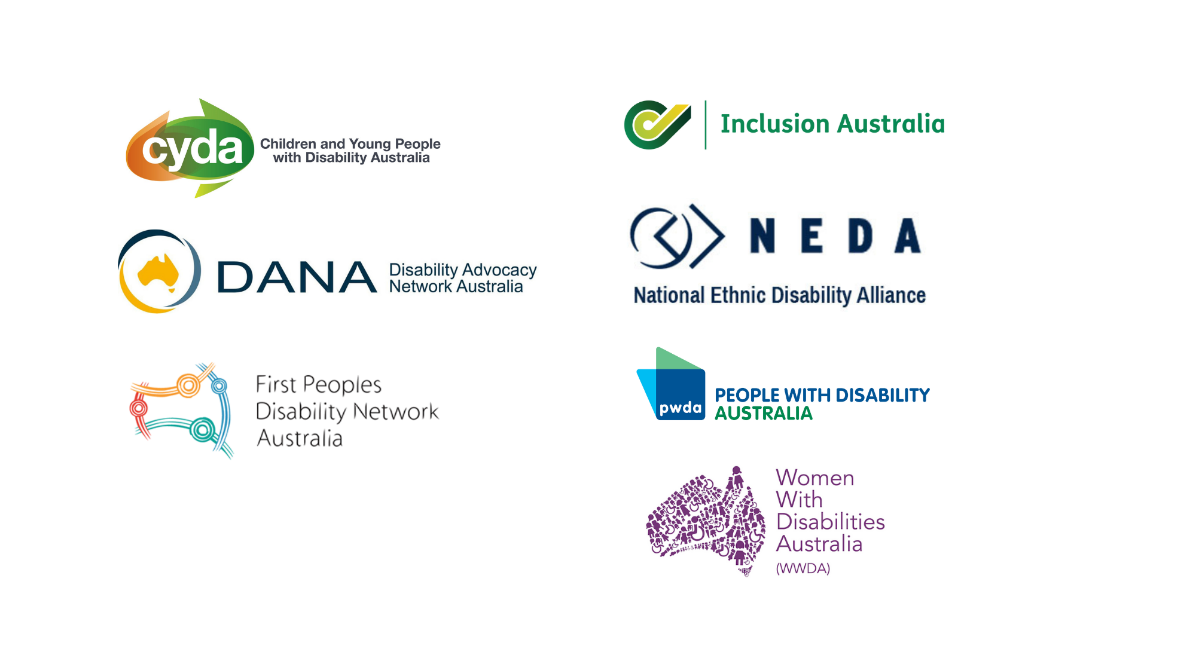 cyda
Children and Young People
with Disability Australia
DANA
Disability Advocacy
Network Australia
First Peoples
Disability Network
Australia
Inclusion Australia
NEDA
National Ethnic Disability Alliance
pwda
PEOPLE WITH DISABILITY
AUSTRALIA
Women
With
Disabilities
Australia
(WWDA)